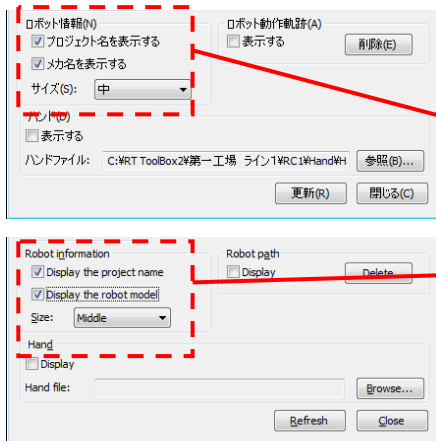 ロボット情報(N)
ロボット動作軌跡(A)
プロジェクト名を表示する
表示する
削除(E)
メカ名を表示する
サイズ(S):
中
ハンド(D)
表示する
ハンドファイル:
C:¥RT ToolBox2¥第一工場 ライン1¥RC1¥Hand¥H
参照(B)...
更新(R)
閉じる(C)
Robot information
Robot path
Display the project name
Display
Delete
Display the robot model
Size:
Middle
Hand
Display
Hand file:
Browse...
Refresh
Close